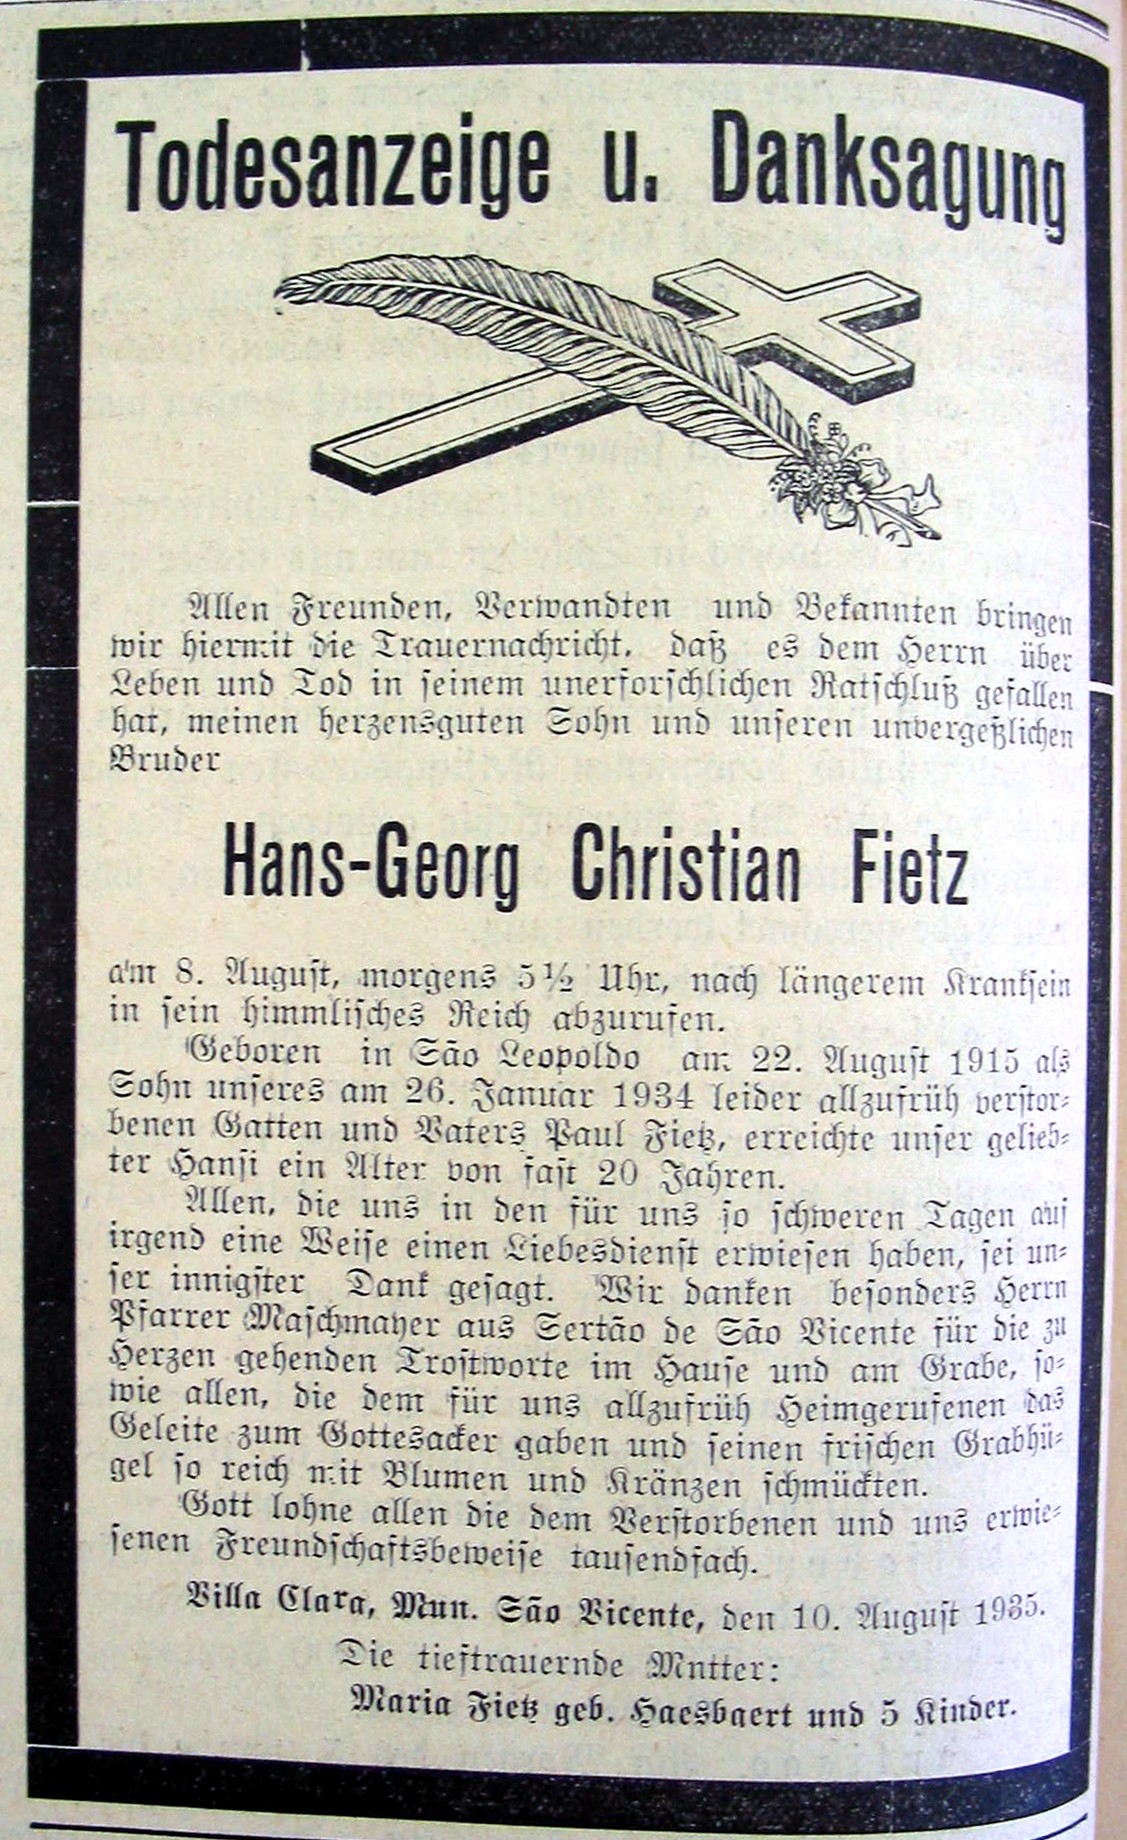 Todesanzeige u. Danksagung
Allen Freunden, Verwandten und Bekannten bringen
wir hiermit die Trauernachricht, daß es dem Herrn über
Leben und Tod in seinem unerforschlichen Ratschluß gefallen
hat, meinen herzensguten Sohn und unseren unvergeßlichen
Bruder
Hans-Georg Christian Fietz
am 8. August, morgens 5½ Uhr, nach längerem Kranksein
in sein himmlisches Reich abzurufen.
Geboren in São Leopoldo am 22. August 1915 als
Sohn unseres am 26. Januar 1934 leider allzufrüh verstor-
benen Gatten und Vaters Paul Fietz, erreichte unser gelieb-
ter Hansi ein Alter von fast 20 Jahren.
Allen, die uns in den für uns so schweren Tagen auf
irgend eine Weise einen Liebesdienst erwiesen haben, sei un-
ser innigster Dank gesagt. Wir danken besonders Herrn
Pfarrer Maschmayer aus Sertão de São Vicente für die zu
Herzen gehenden Trostworte im Hause und am Grabe, so-
wie allen, die dem für uns allzufrüh Heimgerufenen das
Geleite zum Gottesacker gaben und seinen frischen Grabhü-
gel so reich mit Blumen und Kränzen schmückten.
Gott lohne allen die dem Verstorbenen und uns erwie-
senen Freundschaftsbeweise tausendfach.
Villa Clara, Mun. São Vicente, den 10. August 1935.
Die tieftrauernde Mntter:
Maria Fietz geb. Haesbaert und 5 Kinder.